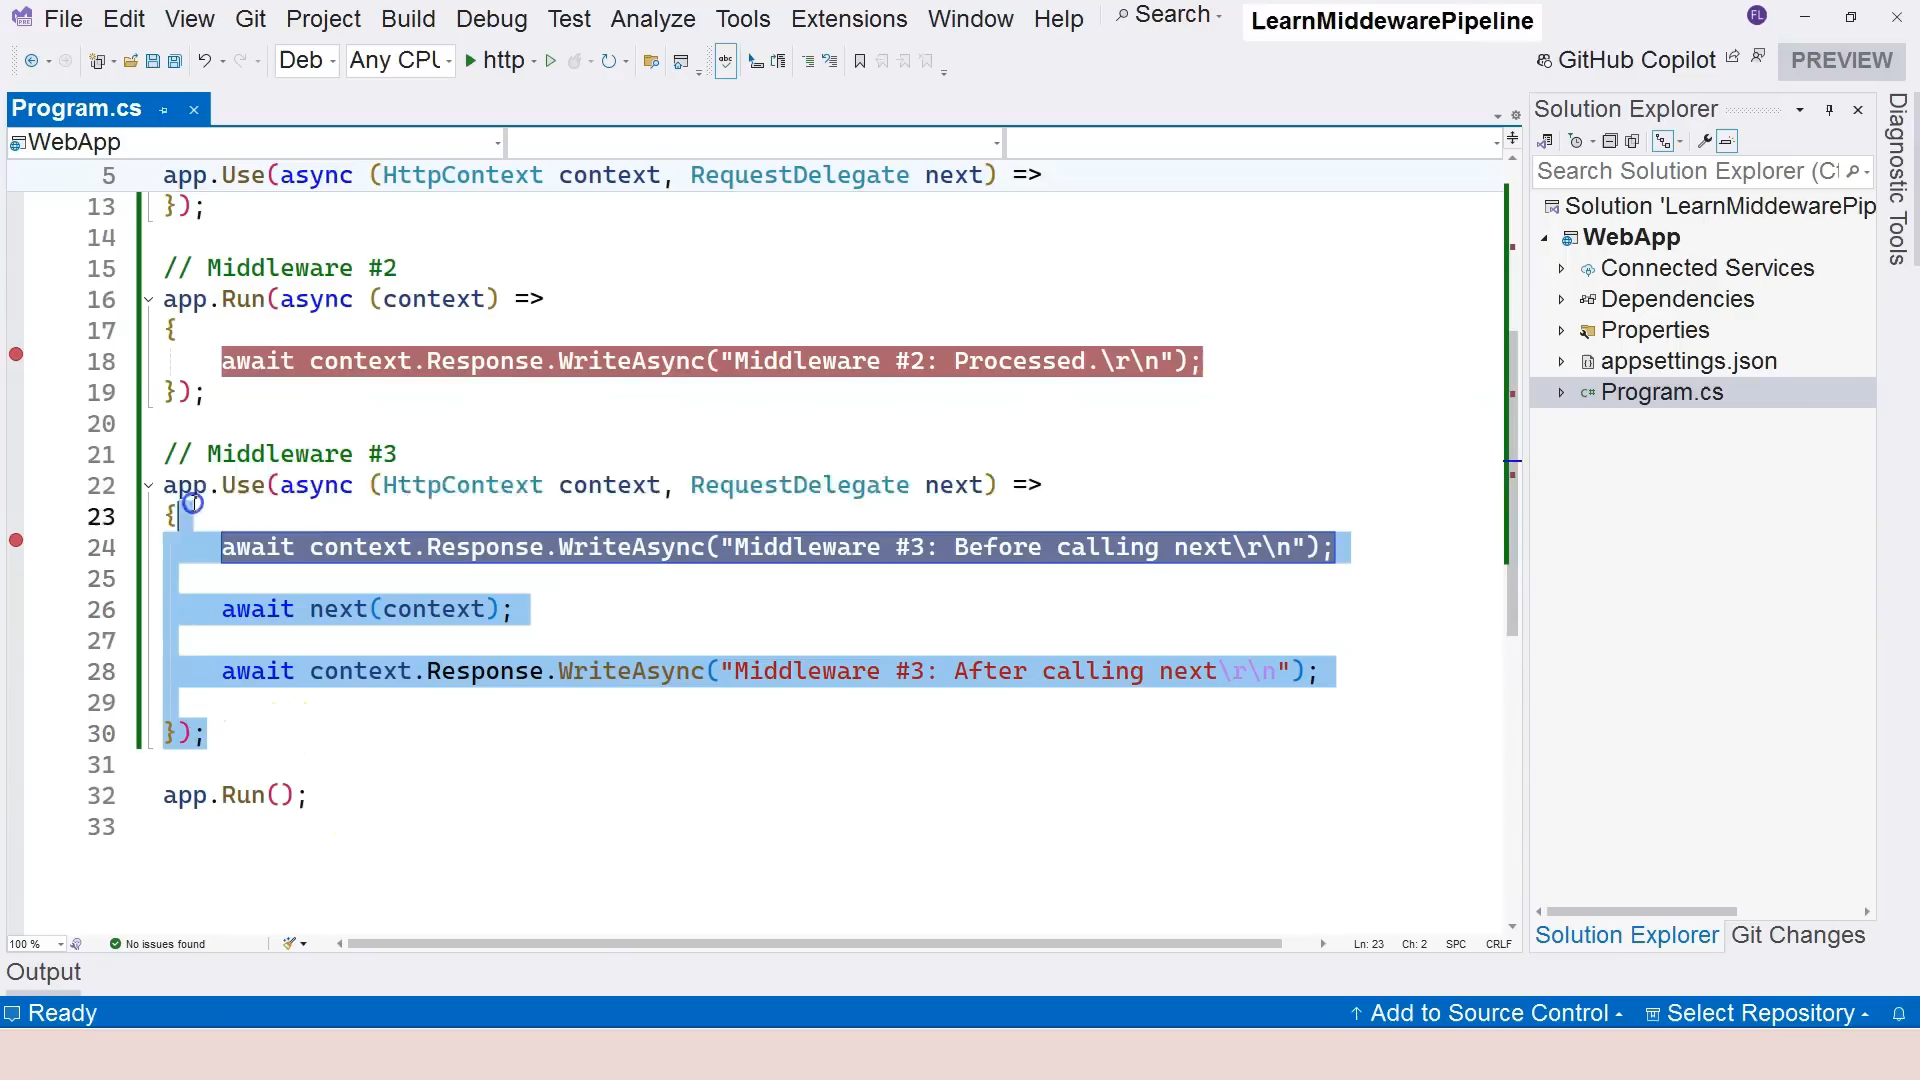 File Edit View Git Project Build Debug Test Analyze Tools Extensions Window Help Search LearnMiddewarePipeline FL
Deb Any CPU http abc GitHub Copilot PREVIEW
Program.cs
WebApp
5 app.Use(async (HttpContext context, RequestDelegate next) =>
13 });
14
15 // Middleware #2
16 app.Run(async (context) =>
17 {
18 await context.Response.WriteAsync("Middleware #2: Processed.\r\n");
19 });
20
21 // Middleware #3
22 app.Use(async (HttpContext context, RequestDelegate next) =>
23 {
24 await context.Response.WriteAsync("Middleware #3: Before calling next\r\n");
25
26 await next(context);
27
28 await context.Response.WriteAsync("Middleware #3: After calling next\r\n");
29
30 });
31
32 app.Run();
33
100 % No issues found Ln: 23 Ch: 2 SPC CRLF
Solution Explorer
Search Solution Explorer (Ct
Solution 'LearnMiddewarePip
WebApp
Connected Services
Dependencies
Properties
appsettings.json
C# Program.cs
Solution Explorer Git Changes
Diagnostic Tools
Output
Ready Add to Source Control Select Repository